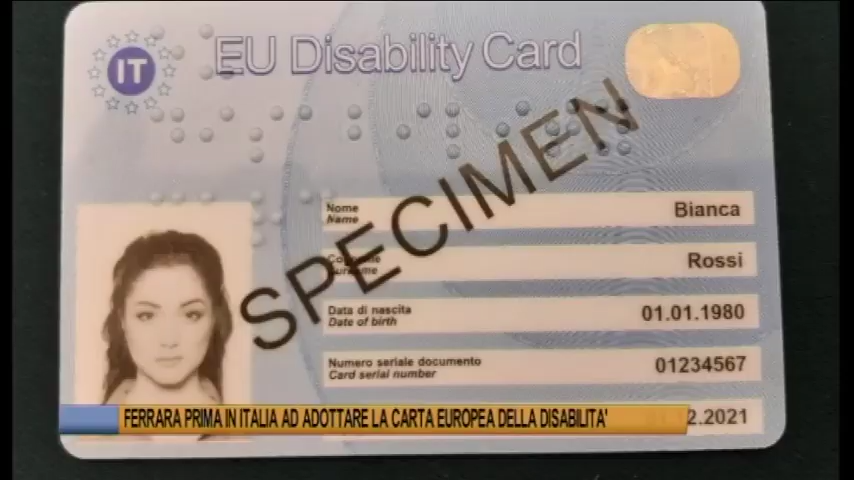 EU Disability Card
IT
SPECIMEN
Nome
Name
Bianca
Surname
Rossi
Data di nascita
Date of birth
01.01.1980
Numero seriale documento
Card serial number
01234567
2.2021
FERRARA PRIMA IN ITALIA AD ADOTTARE LA CARTA EUROPEA DELLA DISABILITA'